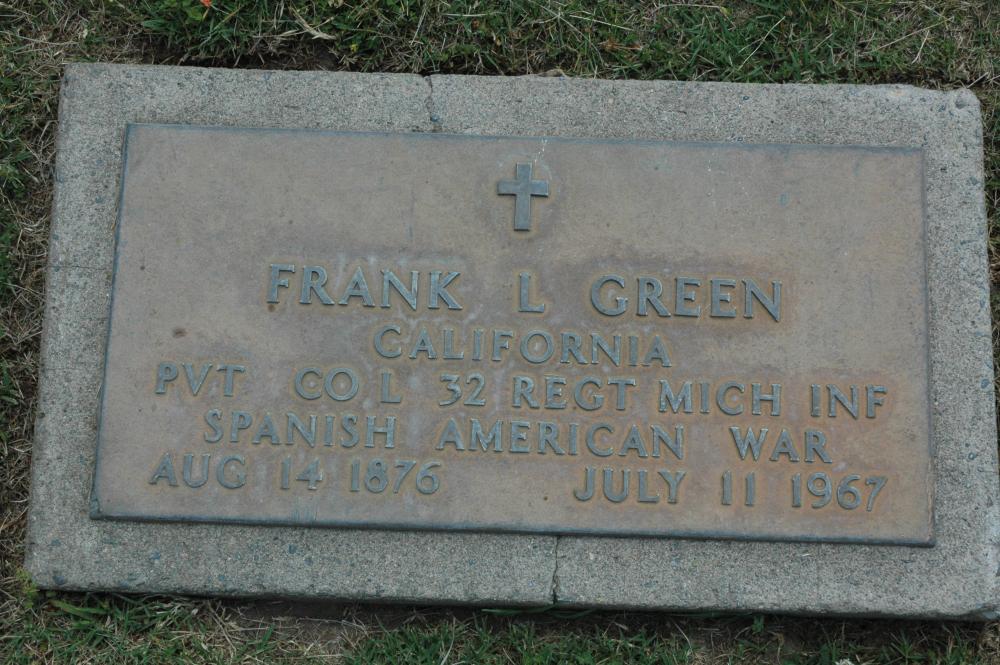 FRANK L GREEN
CALIFORNIA
PVT CO L 32 REGT MICH INF
SPANISH AMERICAN WAR
AUG 14 1876 JULY 11 1967